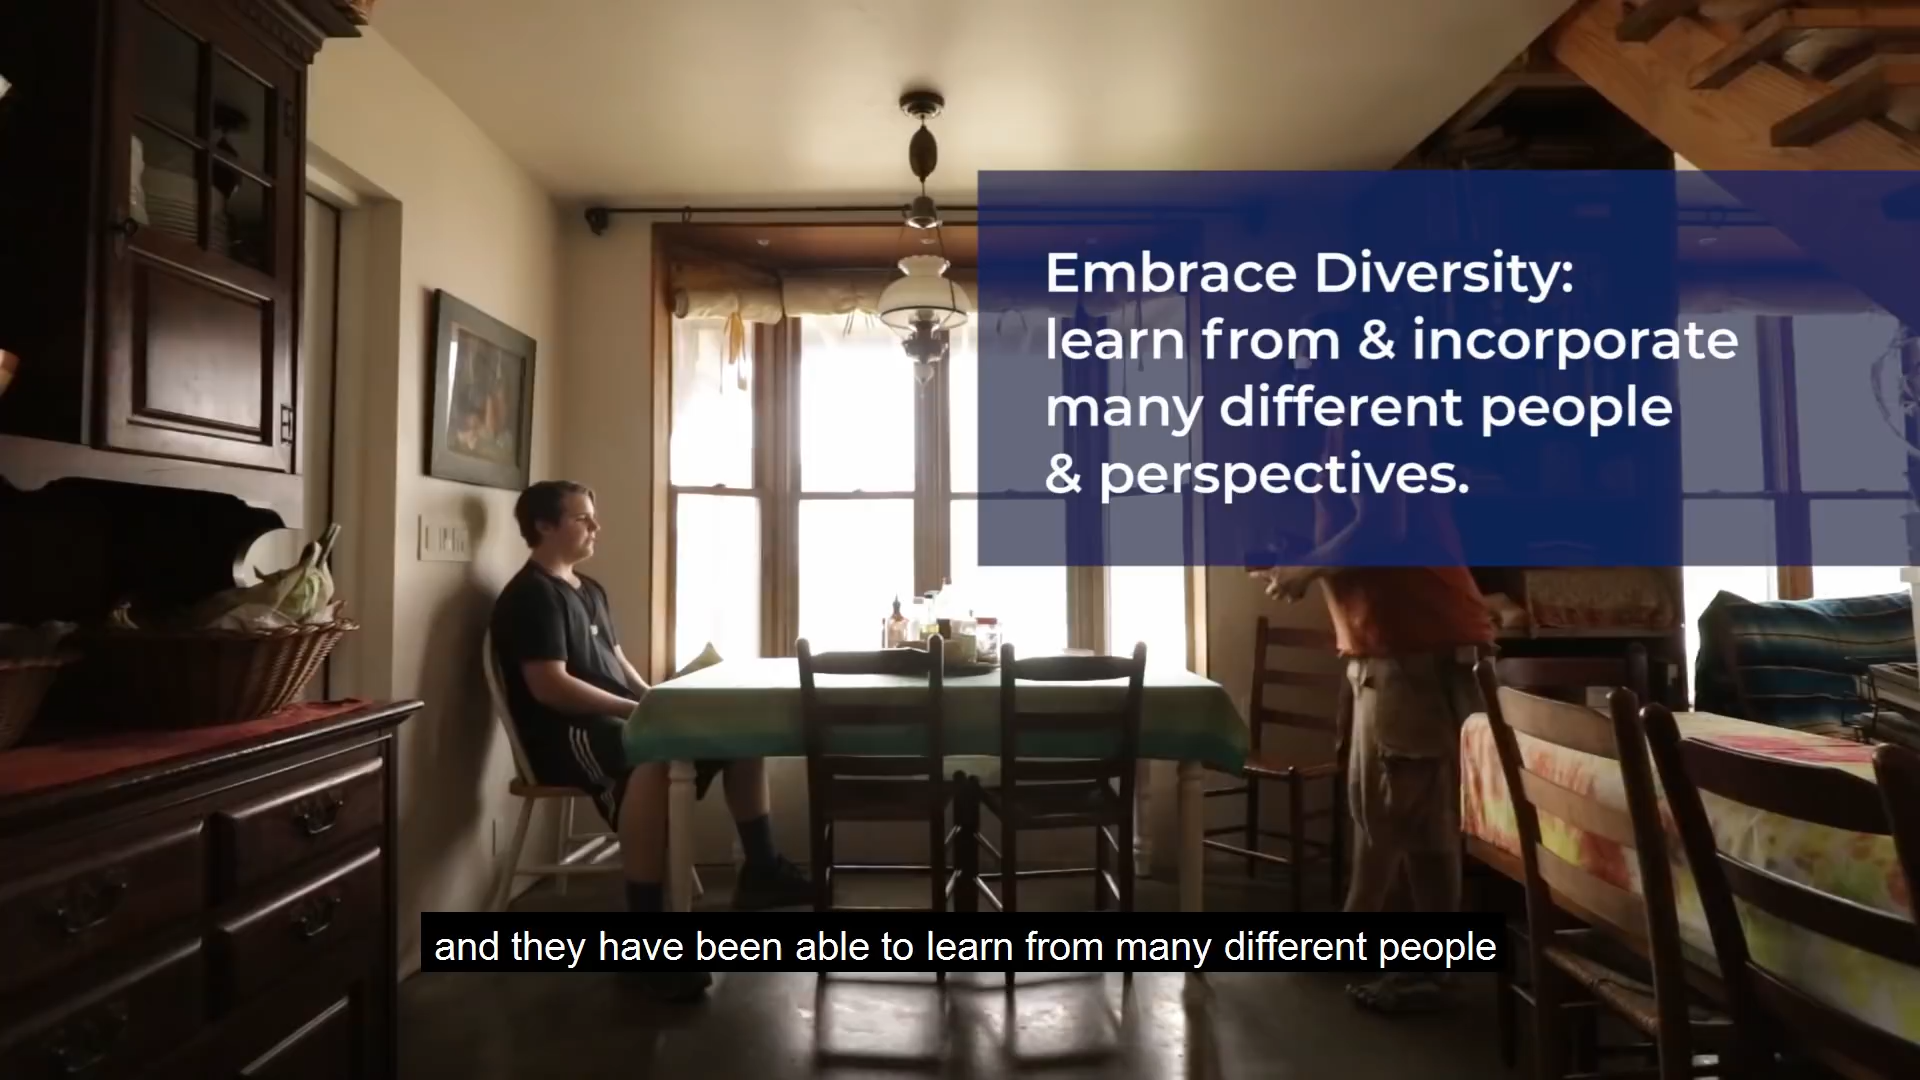 Embrace Diversity:
learn from & incorporate
many different people
& perspectives.
and they have been able to learn from many different people